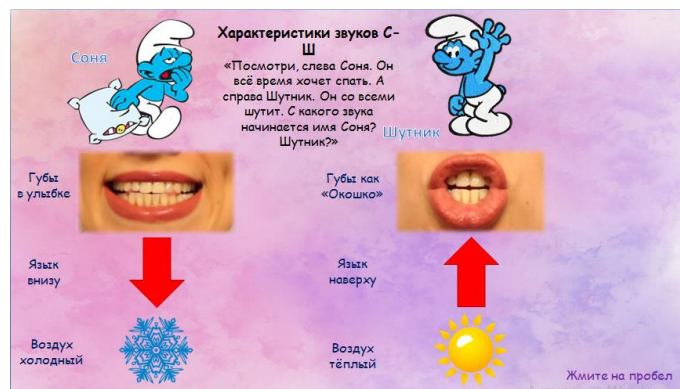 Характеристики звуков С-
Ш
Соня
«Посмотри, слева Соня. Он
всё время хочет спать. А
справа Шутник. Он со всеми
шутит. С какого звука
начинается имя Соня?
Шутник?»
Шутник
Губы
в улыбке
Губы как
«Окошко»
Язык
внизу
Язык
наверху
Воздух
холодный
Воздух
тёплый
Жмите на пробел